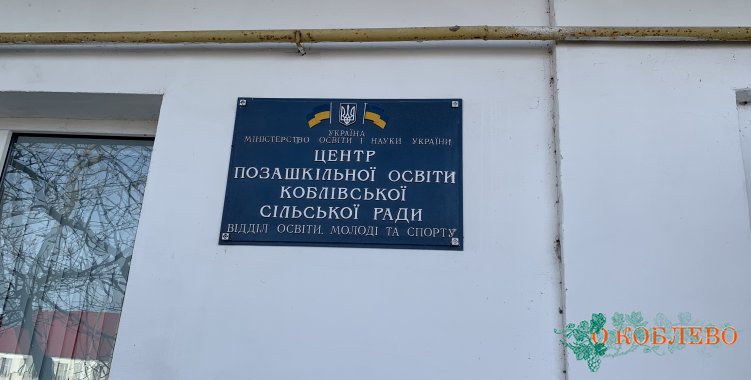 УКРАЇНА
МІНІСТЕРСТВО ОСВІТИ І НАУКИ УКРАЇНИ
ЦЕНТР
ПОЗАШКІЛЬНОЇ ОСВІТИ
КОБЛІВСЬКОЇ
СІЛЬСЬКОЇ РАДИ
ВІДДІЛ ОСВІТИ, МОЛОДІ ТА СПОРТУ
О КОБЛЕВО